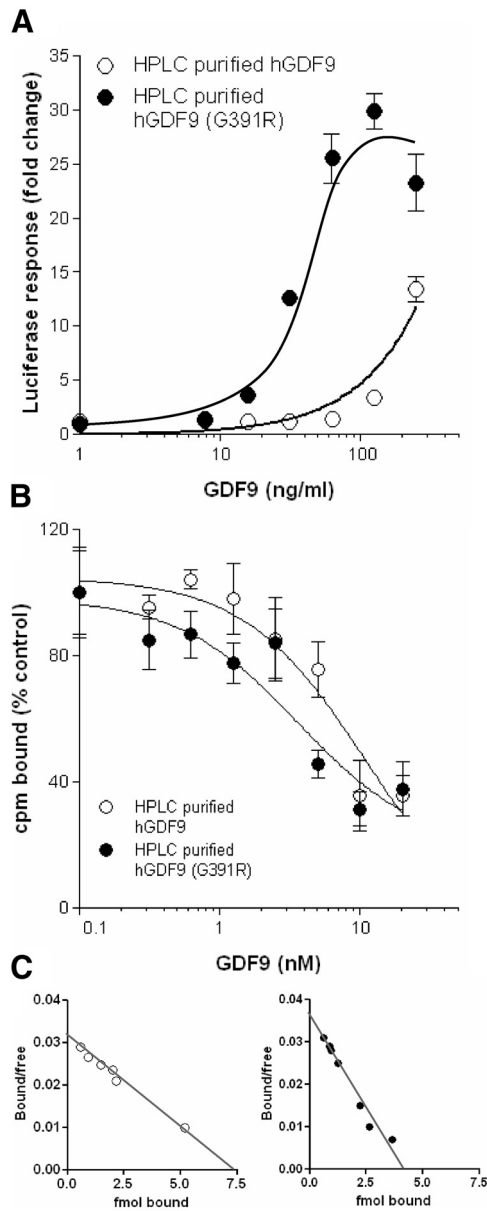 A
35
30
25
20
15
10
5
0
Luciferase response (fold change)
HPLC purified hGDF9
HPLC purified
hGDF9 (G391R)
1
10
100
GDF9 (ng/ml)
B
120
80
40
0
cpm bound (% control)
HPLC purified
hGDF9
HPLC purified
hGDF9 (G391R)
0.1
1
10
GDF9 (nM)
C
0.04
0.03
0.02
0.01
0.00
Bound/free
0.0
2.5
5.0
7.5
fmol bound
0.04
0.03
0.02
0.01
0.00
Bound/free
0.0
2.5
5.0
7.5
fmol bound